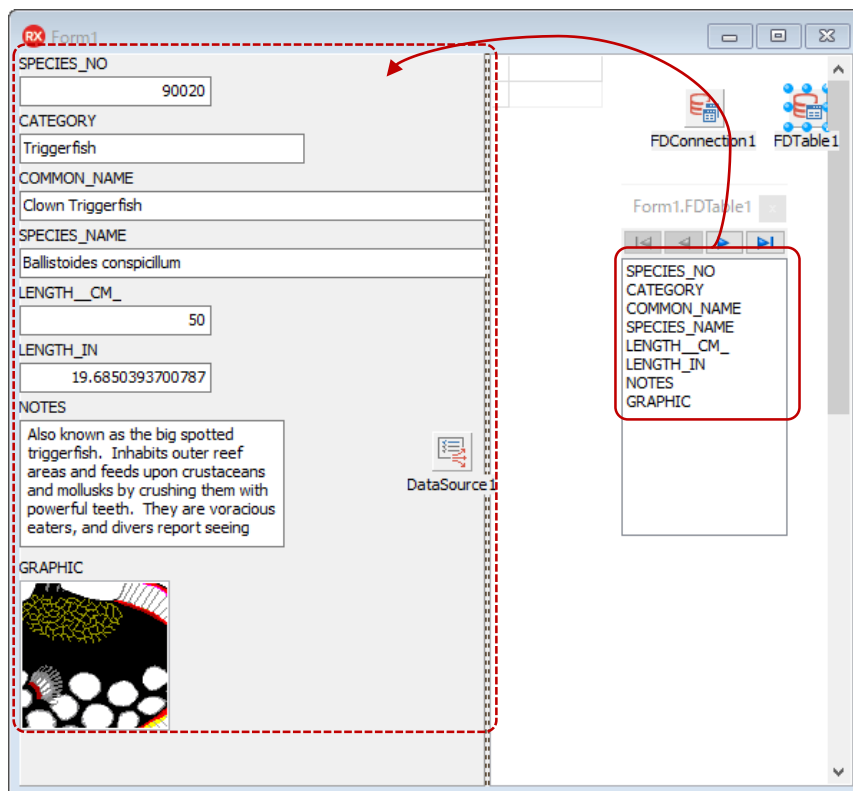 RX Form1
SPECIES_NO
90020
CATEGORY
Triggerfish
COMMON_NAME
Clown Triggerfish
SPECIES_NAME
Ballistoides conspicillum
LENGTH__CM_
50
LENGTH_IN
19.6850393700787
NOTES
Also known as the big spotted
triggerfish. Inhabits outer reef
areas and feeds upon crustaceans
and mollusks by crushing them with
powerful teeth. They are voracious
eaters, and divers report seeing
GRAPHIC
DataSource1
FDConnection1
FDTable1
Form1.FDTable1
SPECIES_NO
CATEGORY
COMMON_NAME
SPECIES_NAME
LENGTH__CM_
LENGTH_IN
NOTES
GRAPHIC